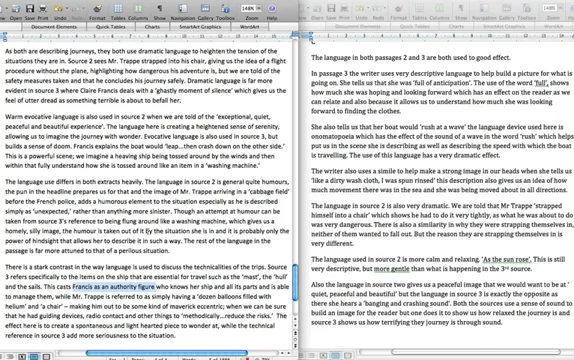 148%
Show Navigation Gallery Toolbox Zoom Help
Document Elements Quick Tables Charts SmartArt Graphics WordArt
As both are describing journeys, they both use dramatic language to heighten the tension of the
situations they are in. Source 2 sees Mr. Trappe strapped into his chair, giving us the idea of a flight
procedure without the plane, highlighting how dangerous his adventure is, but we are told of the
safety measures taken and that he concludes his journey safely. Dramatic language is far more
evident in source 3 where Claire Francis deals with a 'ghastly moment of silence' which gives us the
feel of utter dread as something terrible is about to befall her.
Warm evocative language is also used in source 2 when we are told of the 'exceptional, quiet,
peaceful and beautiful experience'. The language here is creating a heightened sense of serenity,
allowing us to imagine the journey with wonder. Evocative language is also used in source 3, but
builds a sense of doom. Francis explains the boat would 'leap...then crash down on the other side.'
This is a powerful scene; we imagine a heaving ship being tossed around by the winds and then
within that fully understand how she is tossed around like an item in a 'washing machine.'
The language use differs in both extracts heavily. The language in source 2 is general quite humours,
the pun in the headline prepares us for that and the image of Mr. Trappe arriving in a 'cabbage field'
before the French police, adds a humorous element to the situation especially as he is described
simply as 'unexpected,' rather than anything more sinister. Though an attempt at humour can be
taken from source 3's reference to being flung around like a washing machine, which gives us a
homely, silly image, the humour is taken out of by the situation she is in and it is probably only the
power of hindsight that allows her to describe it in such a way. The rest of the language in the
passage is far more attuned to that of a perilous situation.
There is a stark contrast in the way language is used to discuss the technicalities of the trips. Source
3 refers specifically to the items on the ship that are essential for travel such as the 'mast', the 'hull'
and the sails. This casts Francis as an authority figure who knows her ship and all its parts and is able
to manage them, while Mr. Trappe is referred to as simply having a 'dozen balloons filled with
helium' and 'a chair' – making him out to be some kind of maverick eccentric; when we can be sure
that he had guiding devices, radio contact and other things to 'methodically...reduce the risks.' The
effect here is to create a spontaneous and light hearted piece to wonder at, while the technical
reference in source 3 add more seriousness to the situation.
148%
Show Navigation Gallery Toolbox Zoom Help
Document Elements Quick Tables Charts SmartArt Graphics WordArt
The language in both passages 2 and 3 are both used to good effect.
In passage 3 the writer uses very descriptive language to help build a picture for what is
going on. She tells us that she was 'full of anticipation'. The use of the word 'full', shows
how much she was hoping and looking forward which has an effect on the reader as we
can relate and also because it allows us to understand how much she was looking
forward to finding the clothing.
She also tells us that her boat would 'rush at a wave' the language device used here is
onomatopoeia which has the effect of the sound of a wave in the word 'rush' which helps
put us in the scene she is describing as well as describing the speed with which the boat
is travelling. The use of this language has a very dramatic effect.
The writer also uses a simile to help make a strong image in our heads when she tells us
'like a dirty wash cloth, I was spun rinsed' this description also gives us an idea of how
much movement there was in the sea and she was being moved about in all directions.
The language in source 2 is also very dramatic. We are told that Mr Trappe 'strapped
himself into a chair' which shows he had to do it very tightly, as what he was about to do
was very dangerous. There is also a similarity in why they were strapping themselves in,
neither of them wanted to fall out. But the reason they are strapping themselves in is
very different.
The language used in source 2 is more calm and relaxing. 'As the sun rose'. This is still
very descriptive, but more gentle than what is happening in the 3rd source.
Also the language in source two gives us a peaceful image that we would want to be at '
quiet, peaceful and beautiful' but the language in source 3 is exactly the opposite as
there she hears a 'banging and crashing sound'. Both the sources use a sense of sound to
build an image for the reader but one does it to show us how relaxed the journey is and
source 3 shows us how terrifying they journey is through sound.